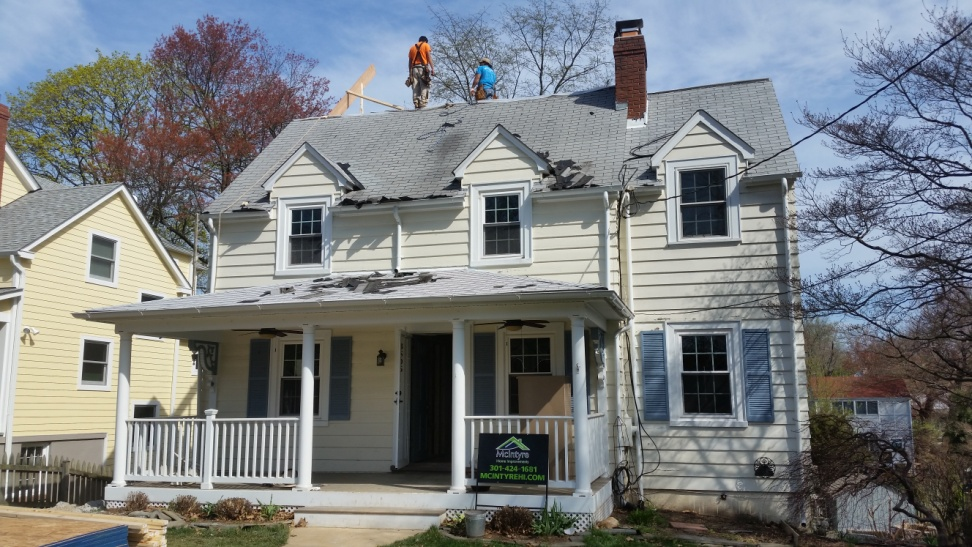 McIntyre
Home Improvements
301-424-1681
MCINTYREHI.COM